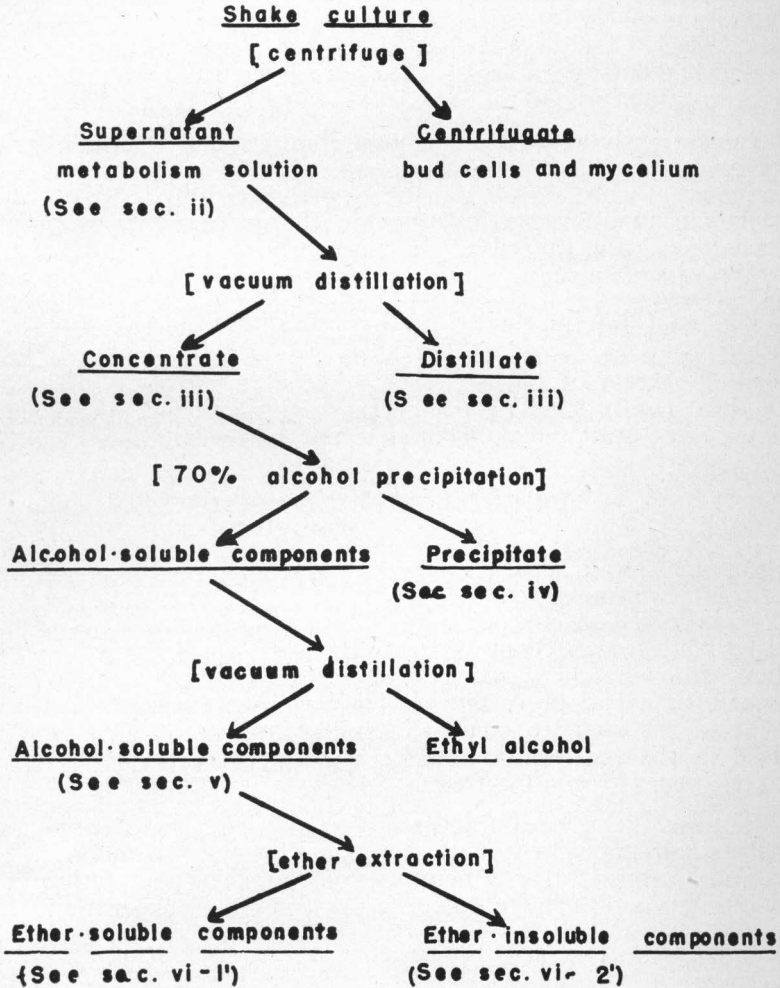 Shake culture
[centrifuge]
Supernatant Centrifugate
metabolism solution bud cells and mycelium
(See sec. ii)
[vacuum distillation]
Concentrate Distillate
(See sec. iii) (See sec. iii)
[ 70% alcohol precipitation]
Alcohol·soluble components Precipitate
(See sec. iv)
[vacuum distillation]
Alcohol·soluble components Ethyl alcohol
(See sec. v)
[ether extraction]
Ether·soluble components Ether·insoluble components
(See sec. vi-1') (See sec. vi- 2')